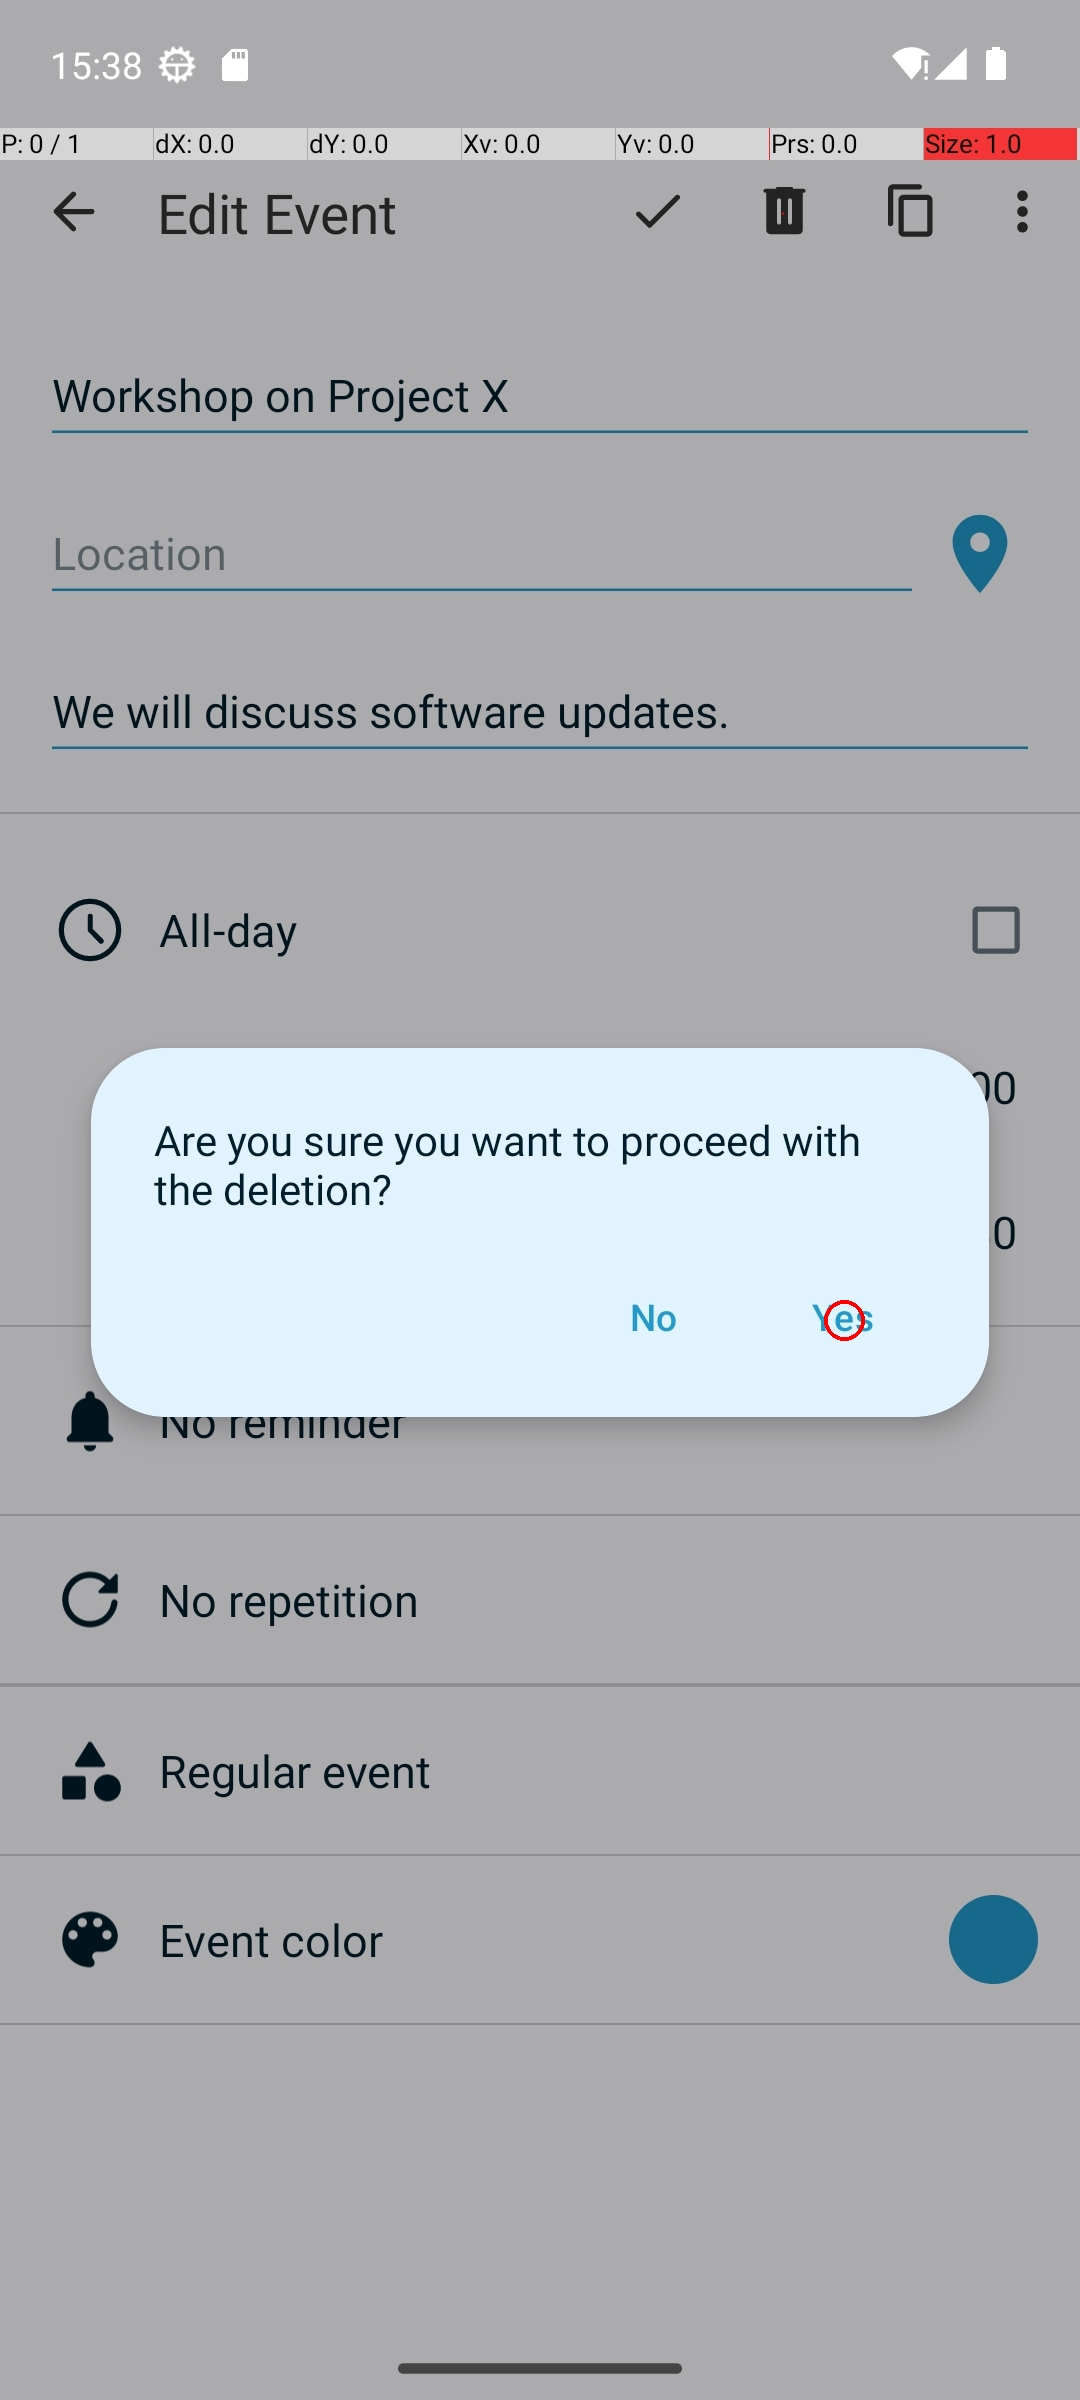 15:38
P: 0 / 1 dX: 0.0 dY: 0.0 Xv: 0.0 Yv: 0.0 Prs: 0.0 Size: 1.0
Edit Event
Workshop on Project X
Location
We will discuss software updates.
All-day
00
Are you sure you want to proceed with
the deletion?
0
No Yes
No reminder
No repetition
Regular event
Event color